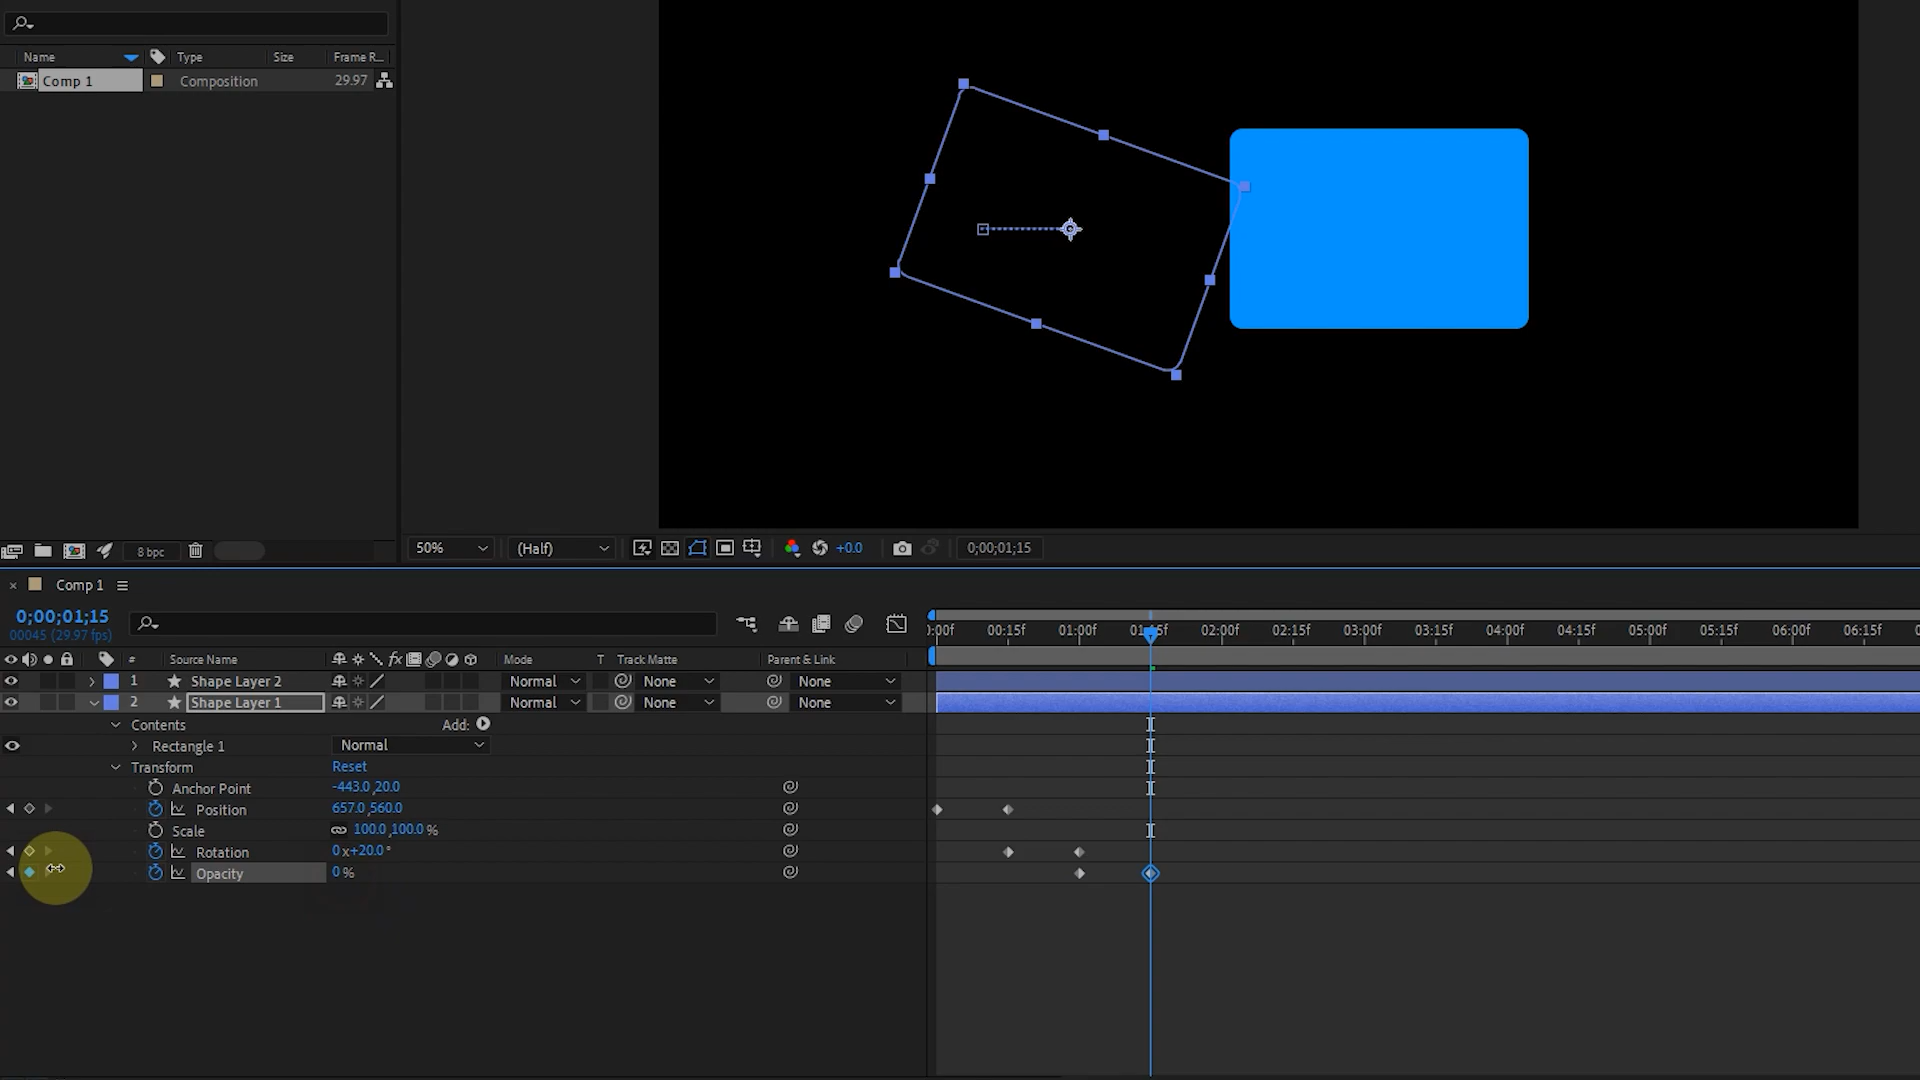 Name Type Size Frame R...
Comp 1 Composition 29.97
8 bpc
50% (Half) +0.0 0;00;01;15
Comp 1
0;00;01;15
00045 (29.97 fps)
:00f 00:15f 01:00f 01:15f 02:00f 02:15f 03:00f 03:15f 04:00f 04:15f 05:00f 05:15f 06:00f 06:15f
# Source Name fx Mode T Track Matte Parent & Link
1 Shape Layer 2 Normal None None
2 Shape Layer 1 Normal None None
Contents Add:
Rectangle 1 Normal
Transform Reset
Anchor Point -443.0,20.0
Position 657.0,560.0
Scale 100.0,100.0 %
Rotation 0 x+20.0 °
Opacity 0 %